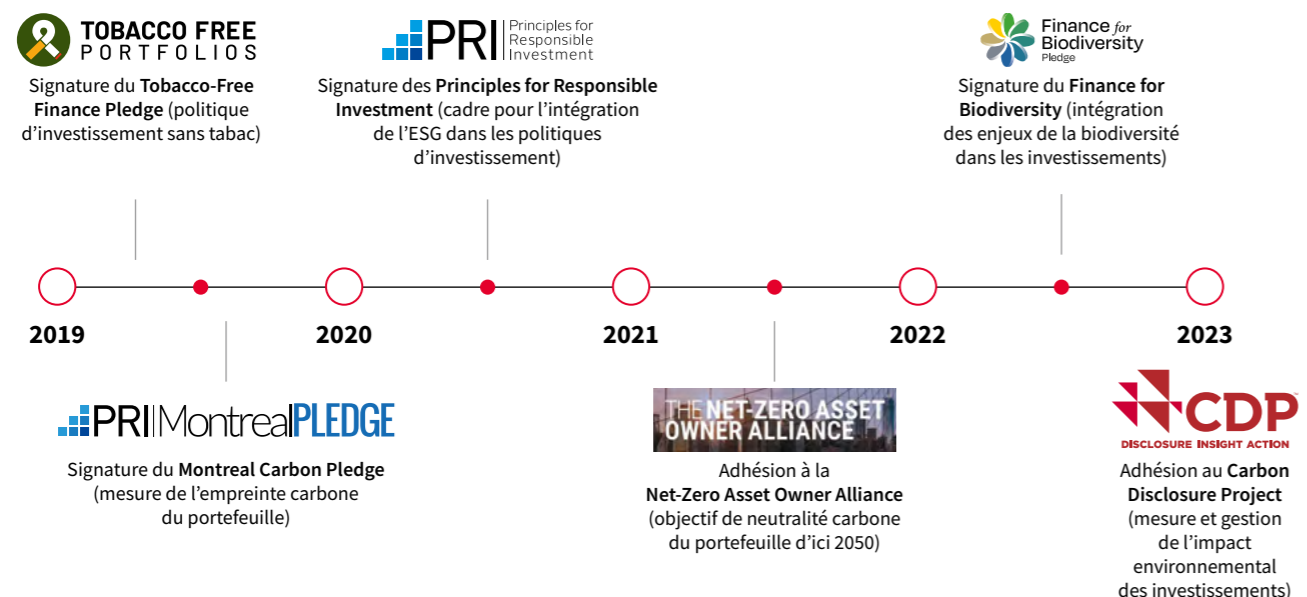 TOBACCO FREE
PORTFOLIOS
Signature du Tobacco-Free
Finance Pledge (politique
d'investissement sans tabac)
PRI
Principles for
Responsible
Investment
Signature des Principles for Responsible
Investment (cadre pour l'intégration
de l'ESG dans les politiques
d'investissement)
Finance for
Biodiversity
Pledge
Signature du Finance for
Biodiversity (intégration
des enjeux de la biodiversité
dans les investissements)
2019
2020
2021
2022
2023
PRI Montreal PLEDGE
Signature du Montreal Carbon Pledge
(mesure de l'empreinte carbone
du portefeuille)
THE NET-ZERO ASSET
OWNER ALLIANCE
Adhésion à la
Net-Zero Asset Owner Alliance
(objectif de neutralité carbone
du portefeuille d'ici 2050)
CDP
DISCLOSURE INSIGHT ACTION
Adhésion au Carbon
Disclosure Project
(mesure et gestion
de l'impact
environnemental
des investissements)